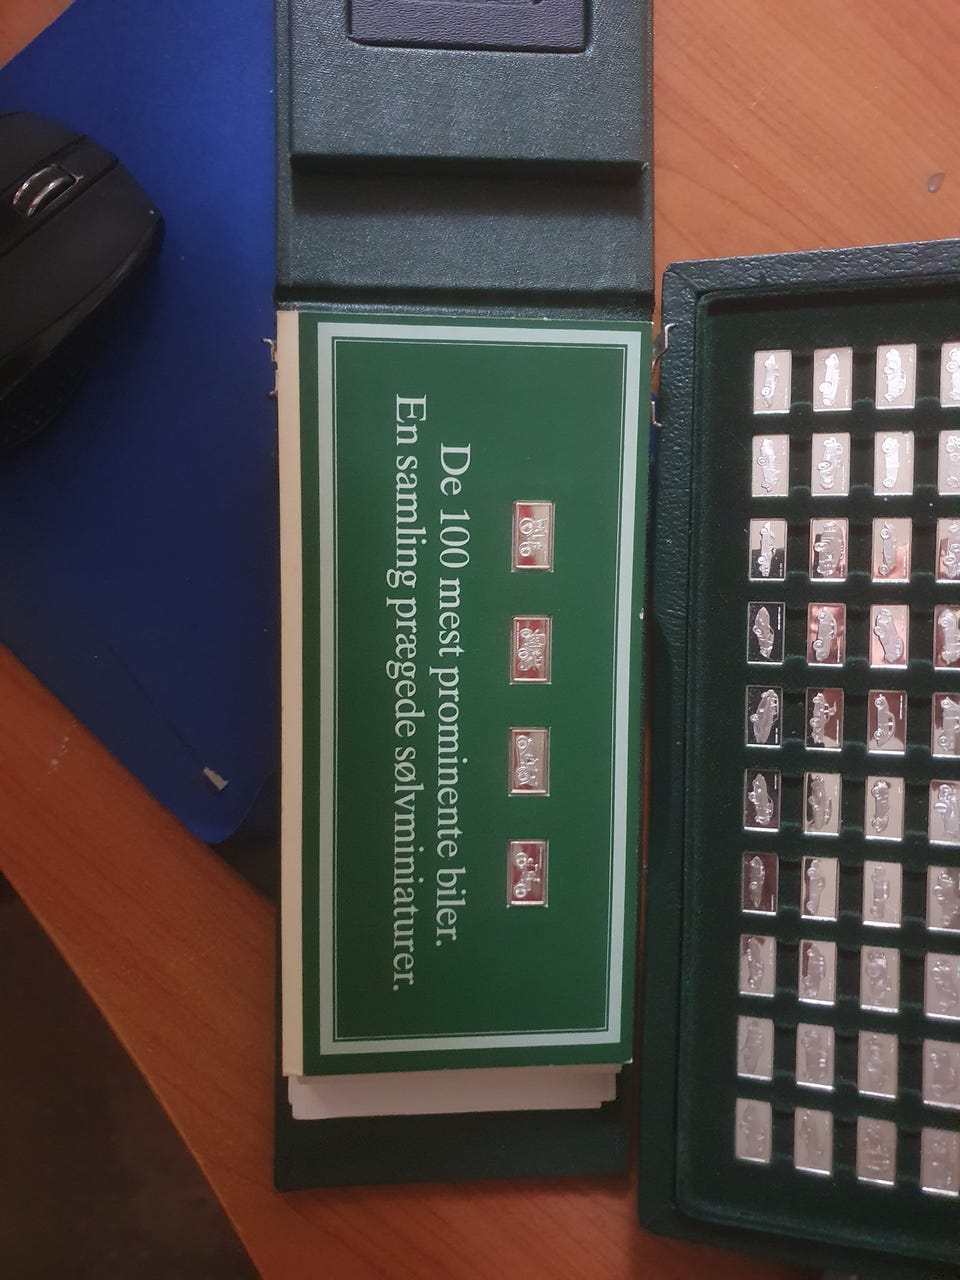 De 100 mest prominente biler.
En samling prægede sølvminiaturer.